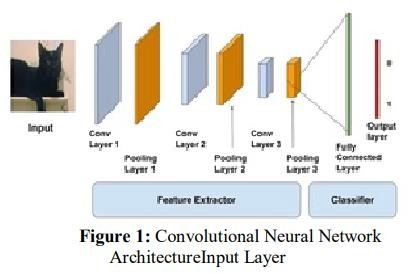 Input
Conv
Layer 1
Pooling
Layer 1
Conv
Layer 2
Pooling
Layer 2
Conv
Layer 3
Pooling
Layer 3
Fully
Connected
Layer
Output
layer
Feature Extractor
Classifier
Figure 1: Convolutional Neural Network
ArchitectureInput Layer